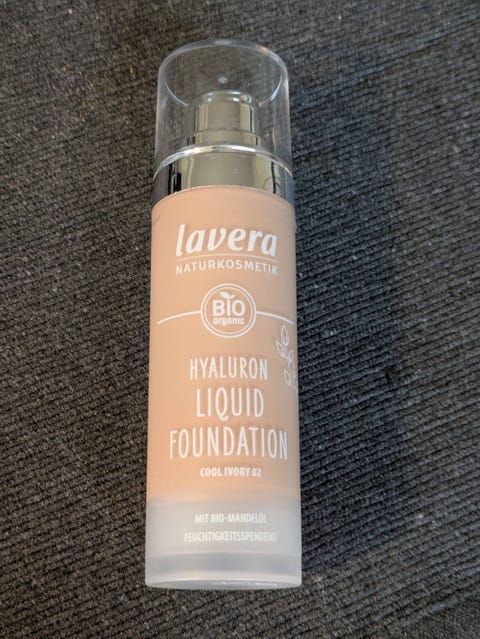 lavera
NATURKOSMETIK
BIO
organic
HYALURON
LIQUID
FOUNDATION
COOL IVORY 02
MIT BIO-MANDELÖL
FEUCHTIGKEITSSPENDEND